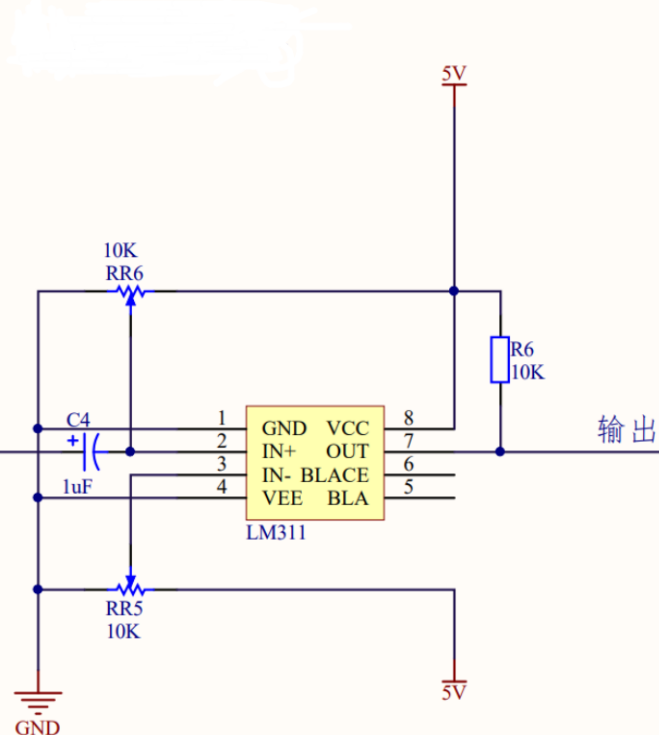 5V
10K
RR6
R6
10K
C4
+
1uF
1
2
3
4
GND VCC
IN+ OUT
IN- BLACE
VEE BLA
8
7
6
5
LM311
输出
RR5
10K
5V
GND